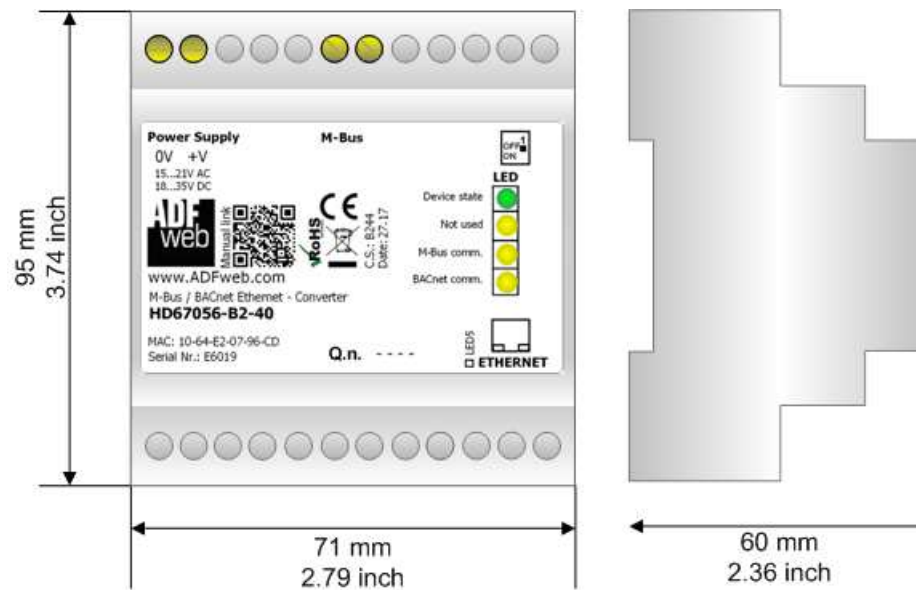 Power Supply
0V +V
15...21V AC
18...35V DC
M-Bus
OFF 1
ON
LED
Device state
Not used
M-Bus comm.
BACnet comm.
ADF
web
Manual link
RoHS
CE
C.S.: B244
Date: 27-17
www.ADFweb.com
M-Bus / BACnet Ethernet - Converter
HD67056-B2-40
MAC: 10-64-E2-07-96-CD
Serial Nr.: E6019
Q.n. - - - -
LED5
ETHERNET
95 mm
3.74 inch
71 mm
2.79 inch
60 mm
2.36 inch